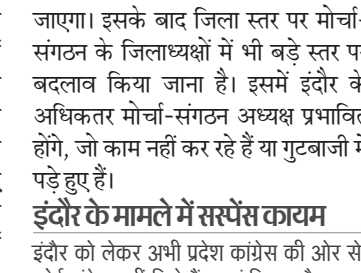 जाएगा। इसके बाद जिला स्तर पर मोर्चा-
संगठन के जिलाध्यक्षों में भी बड़े स्तर पर
बदलाव किया जाना है। इसमें इंदौर के
अधिकतर मोर्चा-संगठन अध्यक्ष प्रभावित
होंगे, जो काम नहीं कर रहे हैं या गुटबाजी में
पड़े हुए हैं।
इंदौर के मामले में सस्पेंस कायम
इंदौर को लेकर अभी प्रदेश कांग्रेस की ओर से